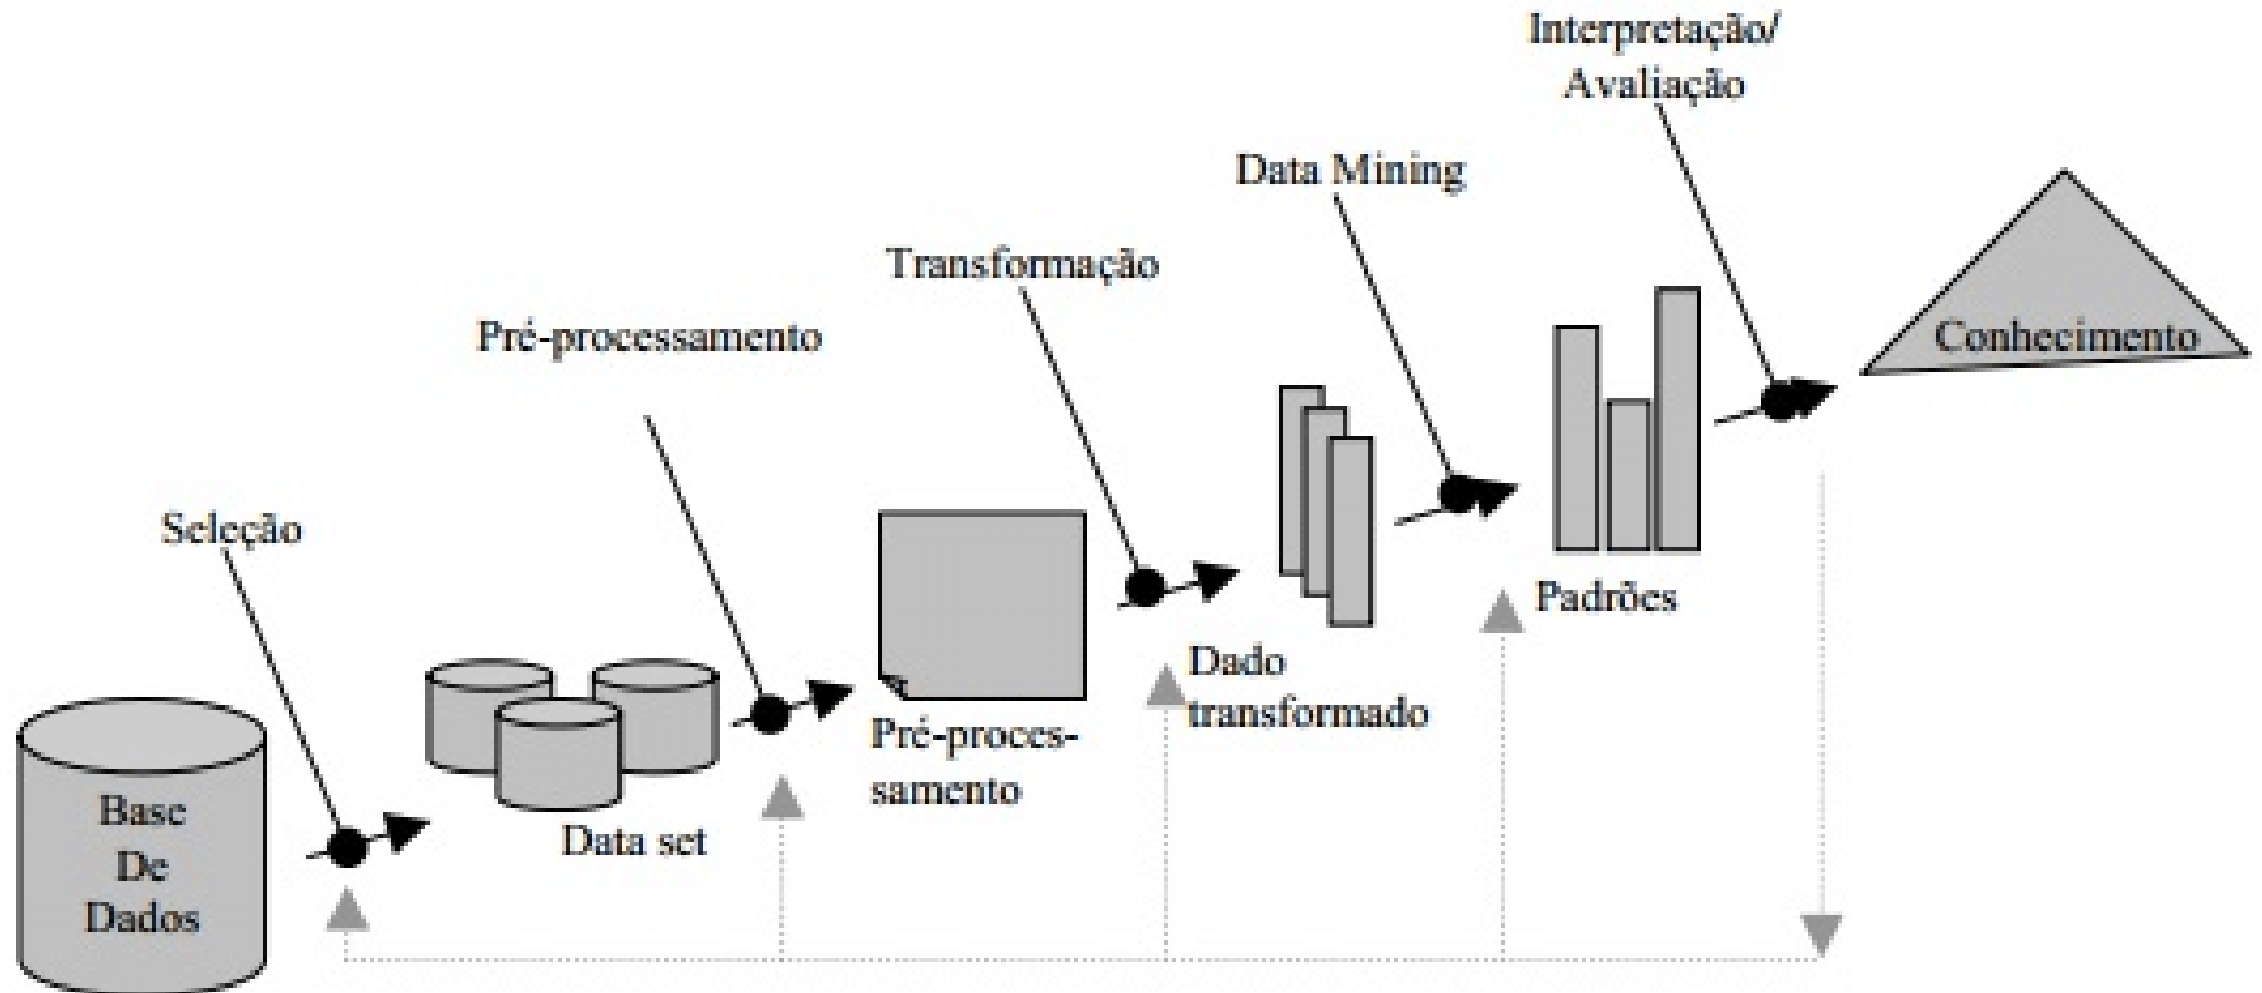 Interpretação/
Avaliação
Data Mining
Transformação
Pré-processamento
Seleção
Conhecimento
Padrões
Dado
transformado
Pré-proces-
samento
Data set
Base
De
Dados